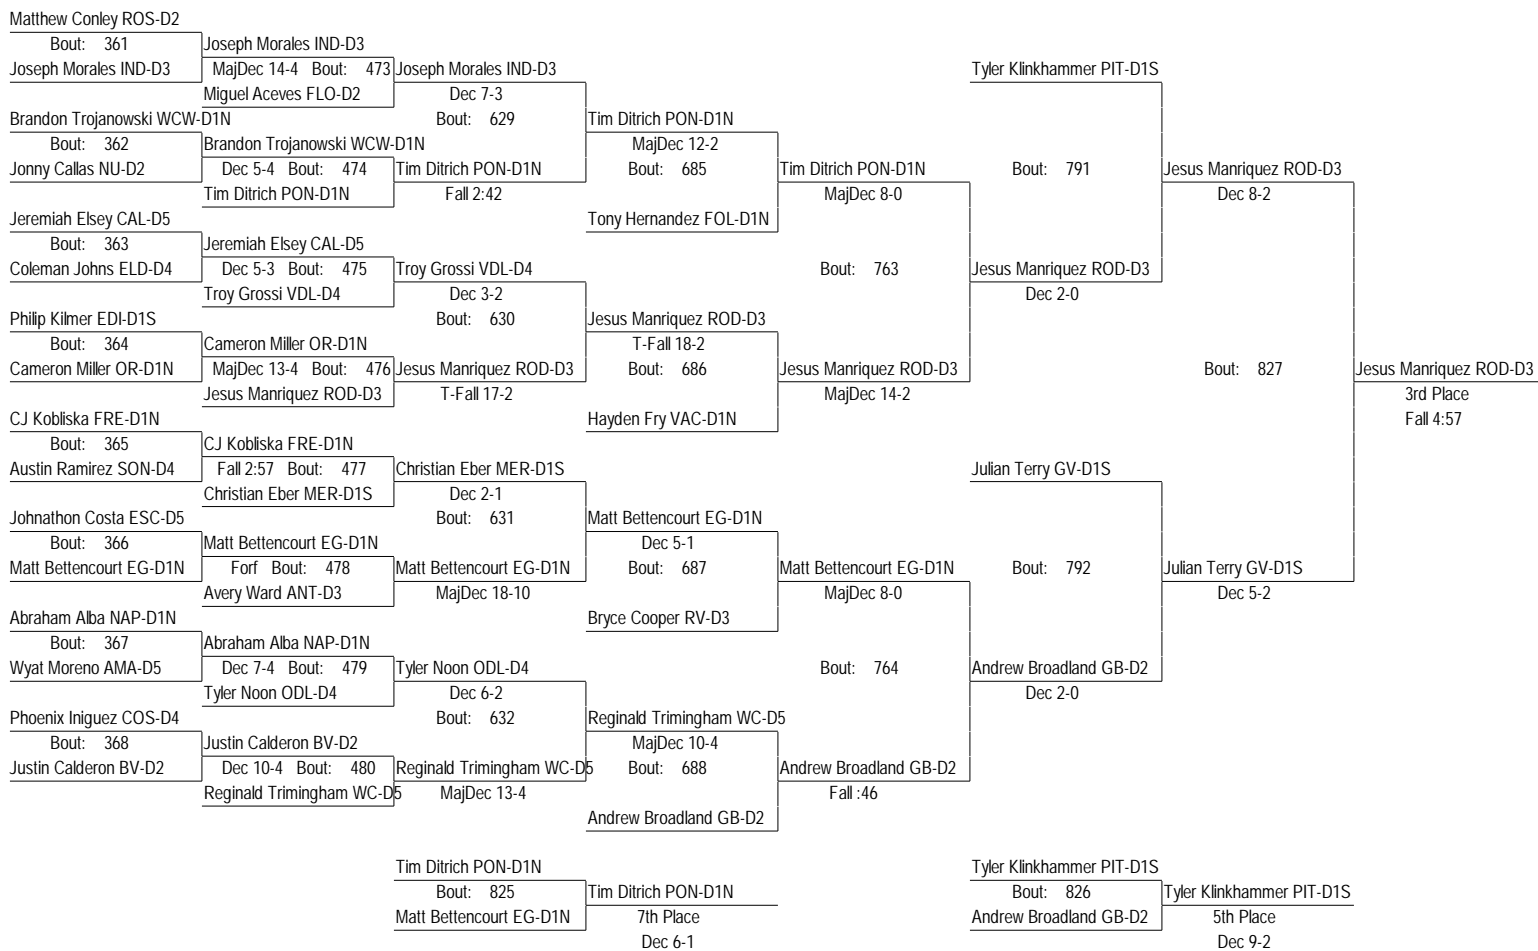 Matthew Conley ROS-D2
Bout: 361 Joseph Morales IND-D3
Joseph Morales IND-D3 MajDec 14-4 Bout: 473 Joseph Morales IND-D3 Tyler Klinkhammer PIT-D1S
Miguel Aceves FLO-D2 Dec 7-3
Brandon Trojanowski WCW-D1N Bout: 629 Tim Ditrich PON-D1N
Bout: 362 Brandon Trojanowski WCW-D1N MajDec 12-2
Jonny Callas NU-D2 Dec 5-4 Bout: 474 Tim Ditrich PON-D1N Bout: 685 Tim Ditrich PON-D1N Bout: 791 Jesus Manriquez ROD-D3
Tim Ditrich PON-D1N Fall 2:42 MajDec 8-0 Dec 8-2
Jeremiah Elsey CAL-D5 Tony Hernandez FOL-D1N
Bout: 363 Jeremiah Elsey CAL-D5
Coleman Johns ELD-D4 Dec 5-3 Bout: 475 Troy Grossi VDL-D4 Bout: 763 Jesus Manriquez ROD-D3
Troy Grossi VDL-D4 Dec 3-2 Dec 2-0
Philip Kilmer EDI-D1S Bout: 630 Jesus Manriquez ROD-D3
Bout: 364 Cameron Miller OR-D1N T-Fall 18-2
Cameron Miller OR-D1N MajDec 13-4 Bout: 476 Jesus Manriquez ROD-D3 Bout: 686 Jesus Manriquez ROD-D3 Bout: 827 Jesus Manriquez ROD-D3
Jesus Manriquez ROD-D3 T-Fall 17-2 MajDec 14-2 3rd Place
CJ Kobliska FRE-D1N Hayden Fry VAC-D1N Fall 4:57
Bout: 365 CJ Kobliska FRE-D1N
Austin Ramirez SON-D4 Fall 2:57 Bout: 477 Christian Eber MER-D1S Julian Terry GV-D1S
Christian Eber MER-D1S Dec 2-1
Johnathon Costa ESC-D5 Bout: 631 Matt Bettencourt EG-D1N
Bout: 366 Matt Bettencourt EG-D1N Dec 5-1
Matt Bettencourt EG-D1N Forf Bout: 478 Matt Bettencourt EG-D1N Bout: 687 Matt Bettencourt EG-D1N Bout: 792 Julian Terry GV-D1S
Avery Ward ANT-D3 MajDec 18-10 MajDec 8-0 Dec 5-2
Abraham Alba NAP-D1N Bryce Cooper RV-D3
Bout: 367 Abraham Alba NAP-D1N
Wyat Moreno AMA-D5 Dec 7-4 Bout: 479 Tyler Noon ODL-D4 Bout: 764 Andrew Broadland GB-D2
Tyler Noon ODL-D4 Dec 6-2 Dec 2-0
Phoenix Iniguez COS-D4 Bout: 632 Reginald Trimingham WC-D5
Bout: 368 Justin Calderon BV-D2 MajDec 10-4
Justin Calderon BV-D2 Dec 10-4 Bout: 480 Reginald Trimingham WC-D5 Bout: 688 Andrew Broadland GB-D2
Reginald Trimingham WC-D5 MajDec 13-4 Fall :46
Andrew Broadland GB-D2
Tim Ditrich PON-D1N Tyler Klinkhammer PIT-D1S
Bout: 825 Tim Ditrich PON-D1N Bout: 826 Tyler Klinkhammer PIT-D1S
Matt Bettencourt EG-D1N 7th Place Andrew Broadland GB-D2 5th Place
Dec 6-1 Dec 9-2